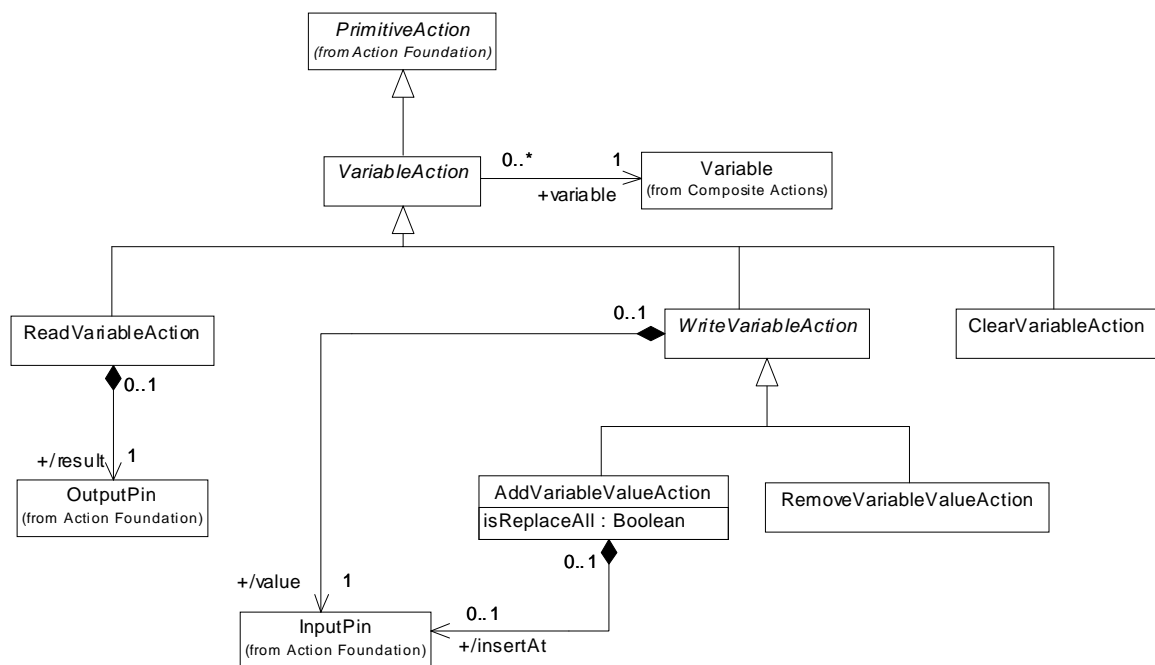 PrimitiveAction
(from Action Foundation)
VariableAction
0..*
1
+variable
Variable
(from Composite Actions)
ReadVariableAction
0..1
+/result
1
OutputPin
(from Action Foundation)
0..1
WriteVariableAction
ClearVariableAction
AddVariableValueAction
isReplaceAll : Boolean
RemoveVariableValueAction
0..1
+/value
1
0..1
+/insertAt
InputPin
(from Action Foundation)